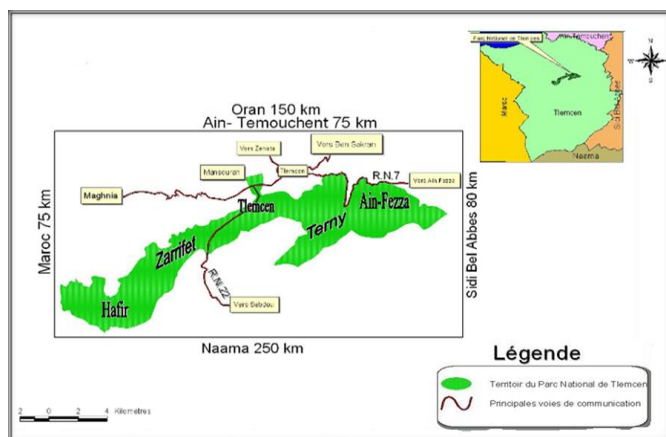 Parc National de Tlemcen
Ain-Temouchent
Maroc
Tlemcen
Sidi Bel Abbes
Naama
N
Oran 150 km
Ain- Temouchent 75 km
Vers Zenata
Vers Ben Sakran
Mansourah
Tlemcen
R.N.7
Vers Ain Fezza
Maghnia
Tlemcen
Ain-Fezza
Terny
Zarrifet
Hafir
R.N.22
Vers Sebdou
Maroc 75 km
Sidi Bel Abbes 80 km
Naama 250 km
Légende
Territoir du Parc National de Tlemcen
Principales voies de communication
2 0 2 4 Kilomètres